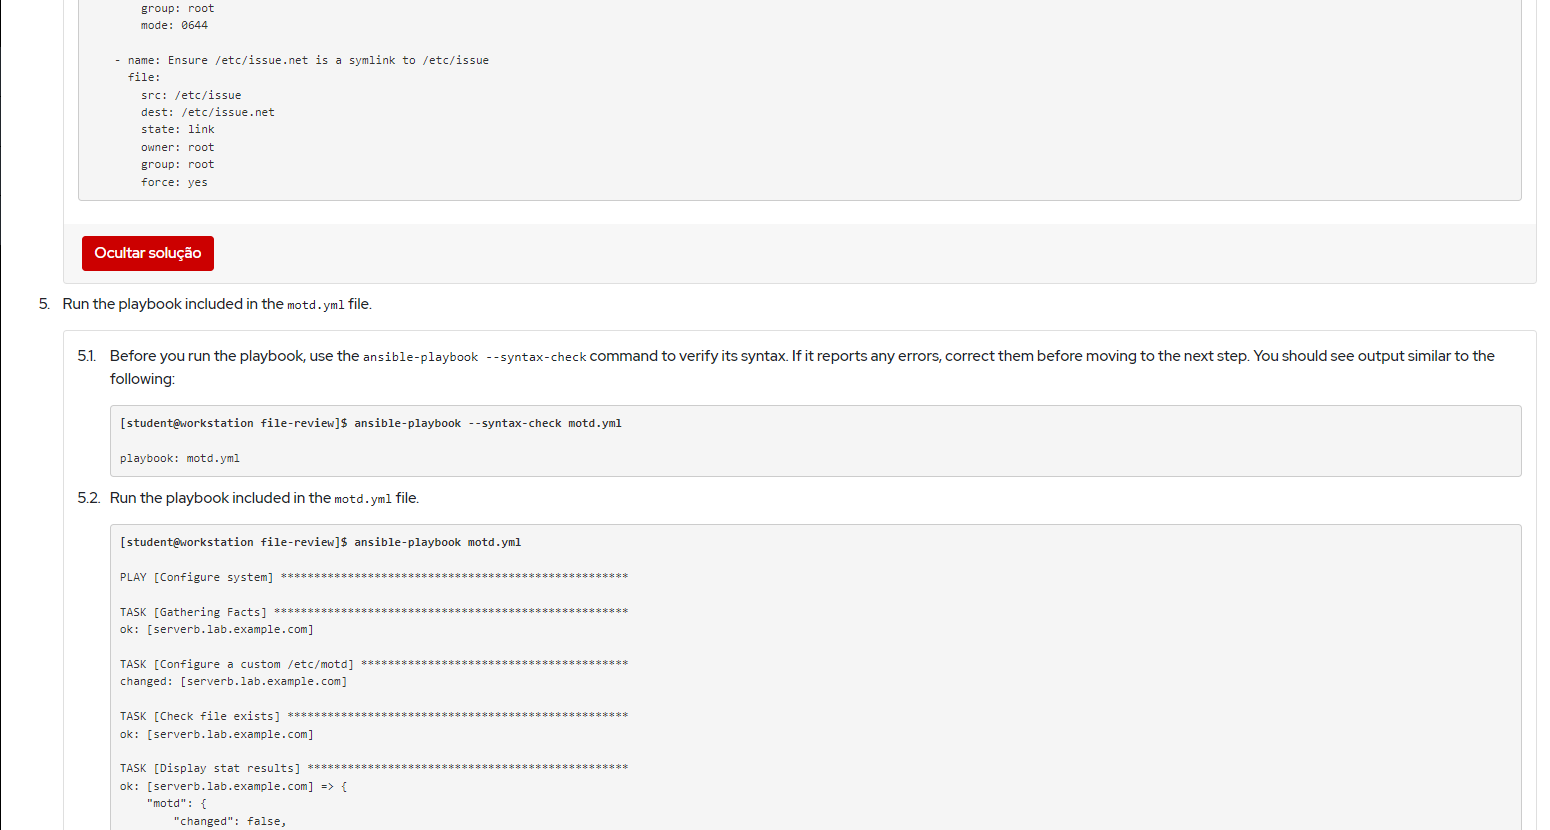 group: root
mode: 0644
- name: Ensure /etc/issue.net is a symlink to /etc/issue
file:
src: /etc/issue
dest: /etc/issue.net
state: link
owner: root
group: root
force: yes
Ocultar solução
5. Run the playbook included in the motd.yml file.
5.1. Before you run the playbook, use the ansible-playbook --syntax-check command to verify its syntax. If it reports any errors, correct them before moving to the next step. You should see output similar to the
following:
[student@workstation file-review]$ ansible-playbook --syntax-check motd.yml
playbook: motd.yml
5.2. Run the playbook included in the motd.yml file.
[student@workstation file-review]$ ansible-playbook motd.yml
PLAY [Configure system] ****************************************************
TASK [Gathering Facts] *****************************************************
ok: [serverb.lab.example.com]
TASK [Configure a custom /etc/motd] ****************************************
changed: [serverb.lab.example.com]
TASK [Check file exists] ***************************************************
ok: [serverb.lab.example.com]
TASK [Display stat results] ************************************************
ok: [serverb.lab.example.com] => {
"motd": {
"changed": false,